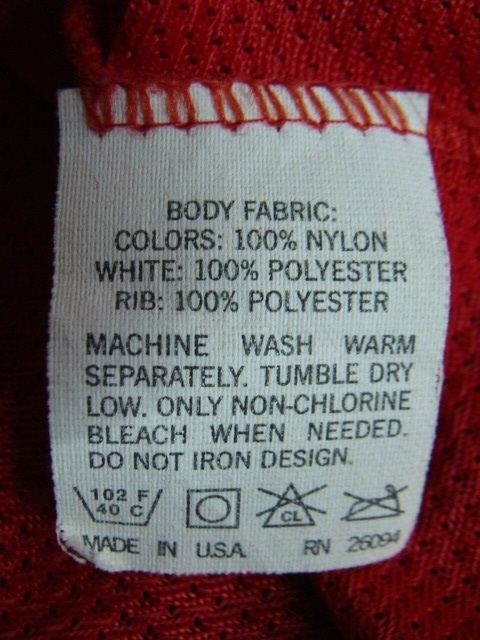 BODY FABRIC:
COLORS: 100% NYLON
WHITE: 100% POLYESTER
RIB: 100% POLYESTER
MACHINE WASH WARM
SEPARATELY. TUMBLE DRY
LOW. ONLY NON-CHLORINE
BLEACH WHEN NEEDED.
DO NOT IRON DESIGN.
102 F
40 C
CL
MADE IN U.S.A. RN 26094